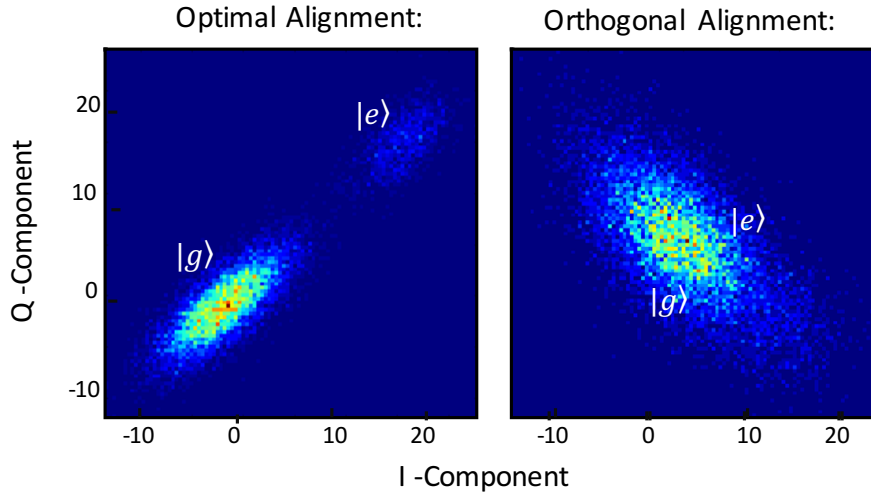 Optimal Alignment:
Orthogonal Alignment:
Q -Component
20
10
0
-10
|e⟩
|g⟩
|e⟩
|g⟩
-10
0
10
20
-10
0
10
20
I -Component